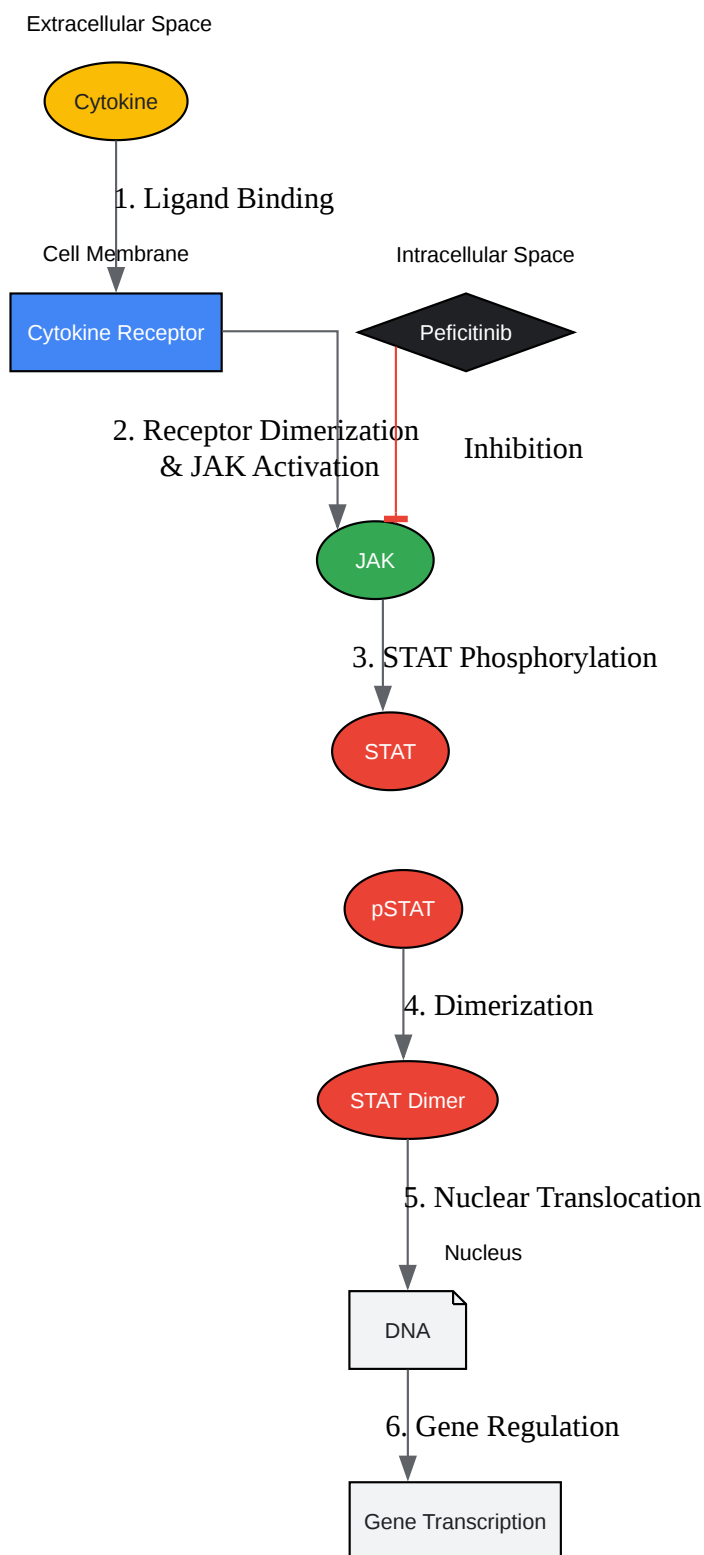 Extracellular Space
Cytokine
1. Ligand Binding
Cell Membrane
Intracellular Space
Cytokine Receptor
Peficitinib
2. Receptor Dimerization
& JAK Activation
Inhibition
JAK
3. STAT Phosphorylation
STAT
pSTAT
4. Dimerization
STAT Dimer
5. Nuclear Translocation
Nucleus
DNA
6. Gene Regulation
Gene Transcription